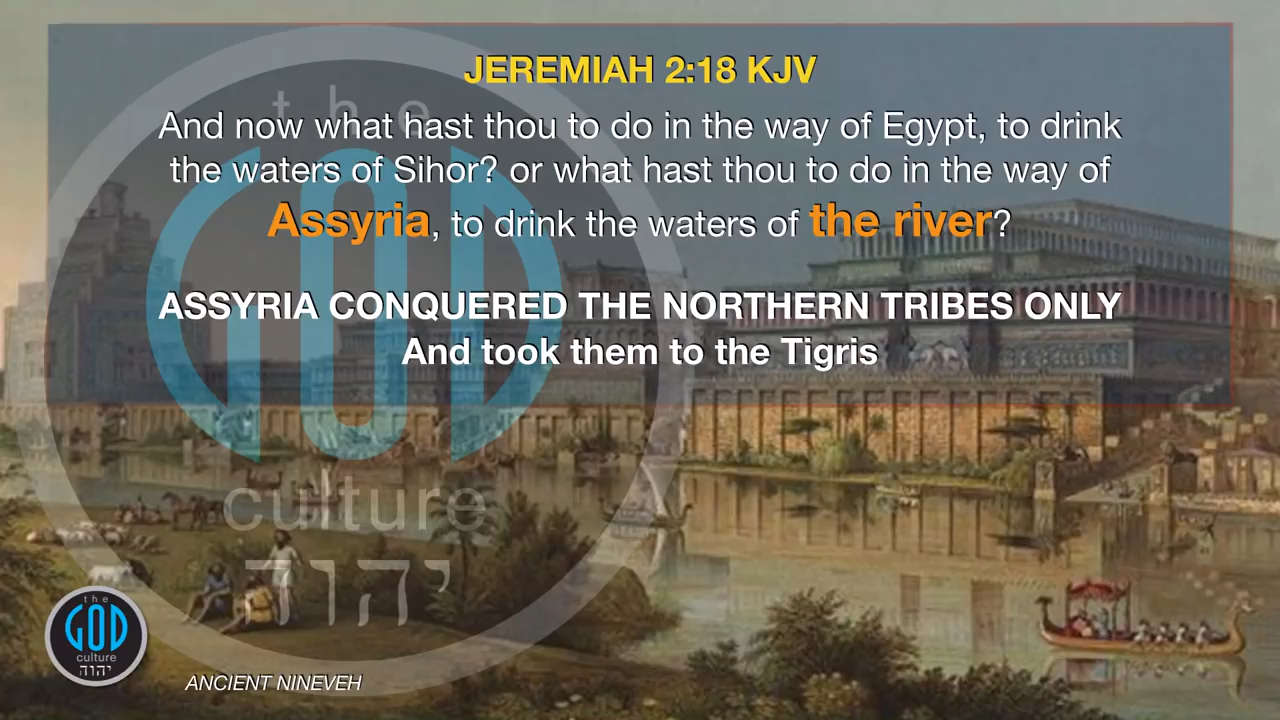 JEREMIAH 2:18 KJV
And now what hast thou to do in the way of Egypt, to drink
the waters of Sihor? or what hast thou to do in the way of
Assyria, to drink the waters of the river?
ASSYRIA CONQUERED THE NORTHERN TRIBES ONLY
And took them to the Tigris
the
GOD
culture
יהוה
the
GOD
culture
יהוה
ANCIENT NINEVEH